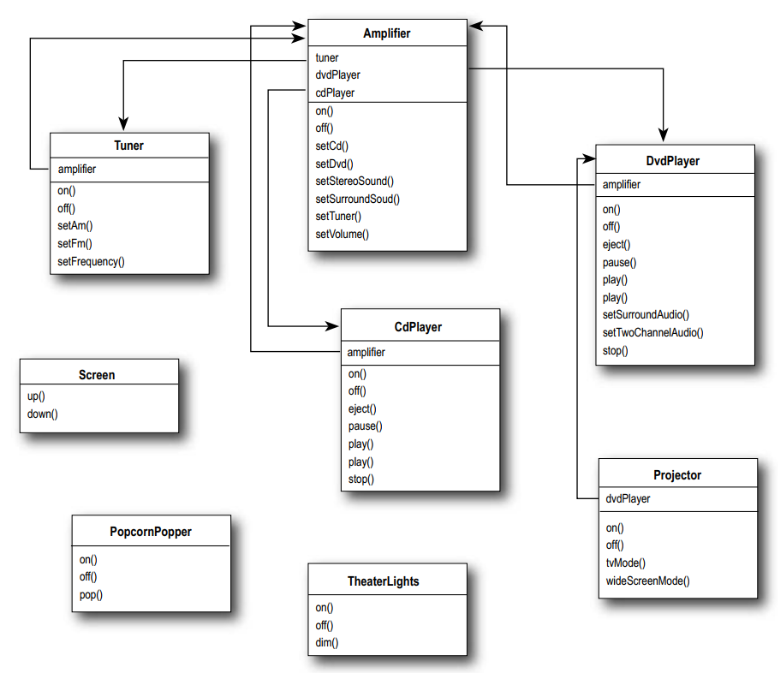 Amplifier
tuner
dvdPlayer
cdPlayer
on()
off()
setCd()
setDvd()
setStereoSound()
setSurroundSoud()
setTuner()
setVolume()
Tuner
amplifier
on()
off()
setAm()
setFm()
setFrequency()
DvdPlayer
amplifier
on()
off()
eject()
pause()
play()
play()
setSurroundAudio()
setTwoChannelAudio()
stop()
CdPlayer
amplifier
on()
off()
eject()
pause()
play()
play()
stop()
Screen
up()
down()
Projector
dvdPlayer
on()
off()
tvMode()
wideScreenMode()
PopcornPopper
on()
off()
pop()
TheaterLights
on()
off()
dim()